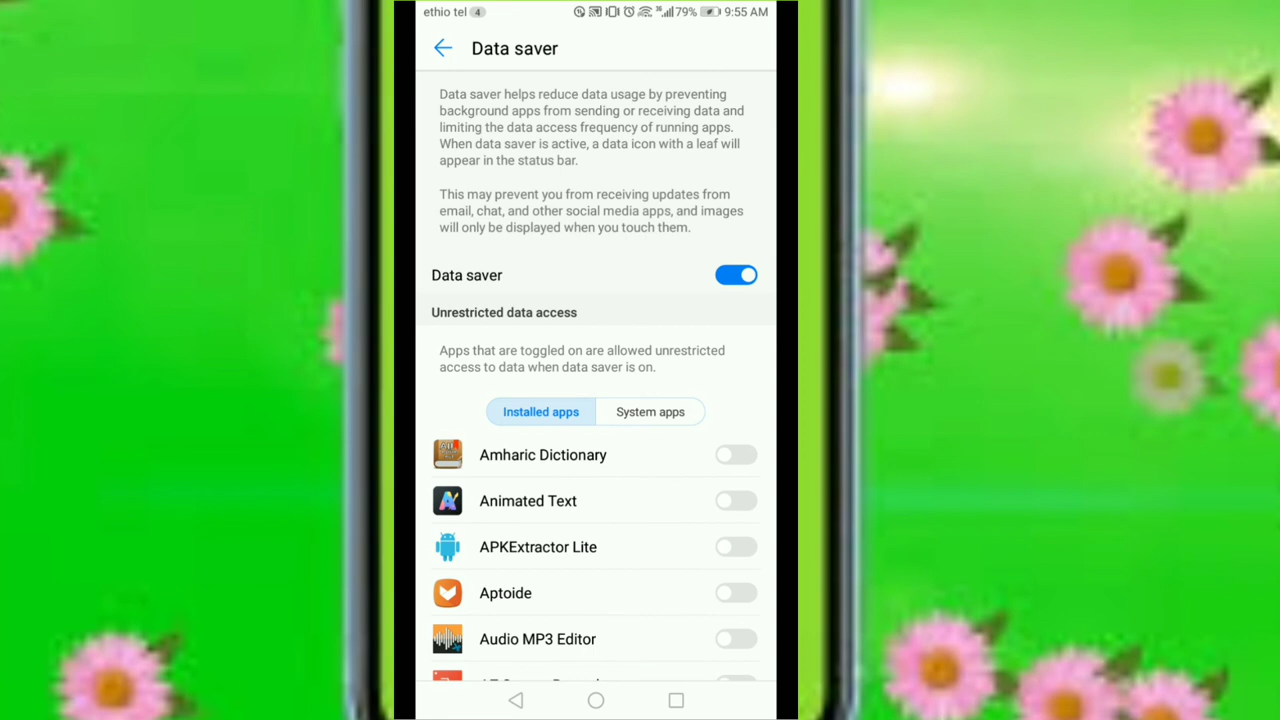 ethio tel 4 79% 9:55 AM
Data saver
Data saver helps reduce data usage by preventing
background apps from sending or receiving data and
limiting the data access frequency of running apps.
When data saver is active, a data icon with a leaf will
appear in the status bar.
This may prevent you from receiving updates from
email, chat, and other social media apps, and images
will only be displayed when you touch them.
Data saver
Unrestricted data access
Apps that are toggled on are allowed unrestricted
access to data when data saver is on.
Installed apps System apps
Amharic Dictionary
Animated Text
APKExtractor Lite
Aptoide
Audio MP3 Editor